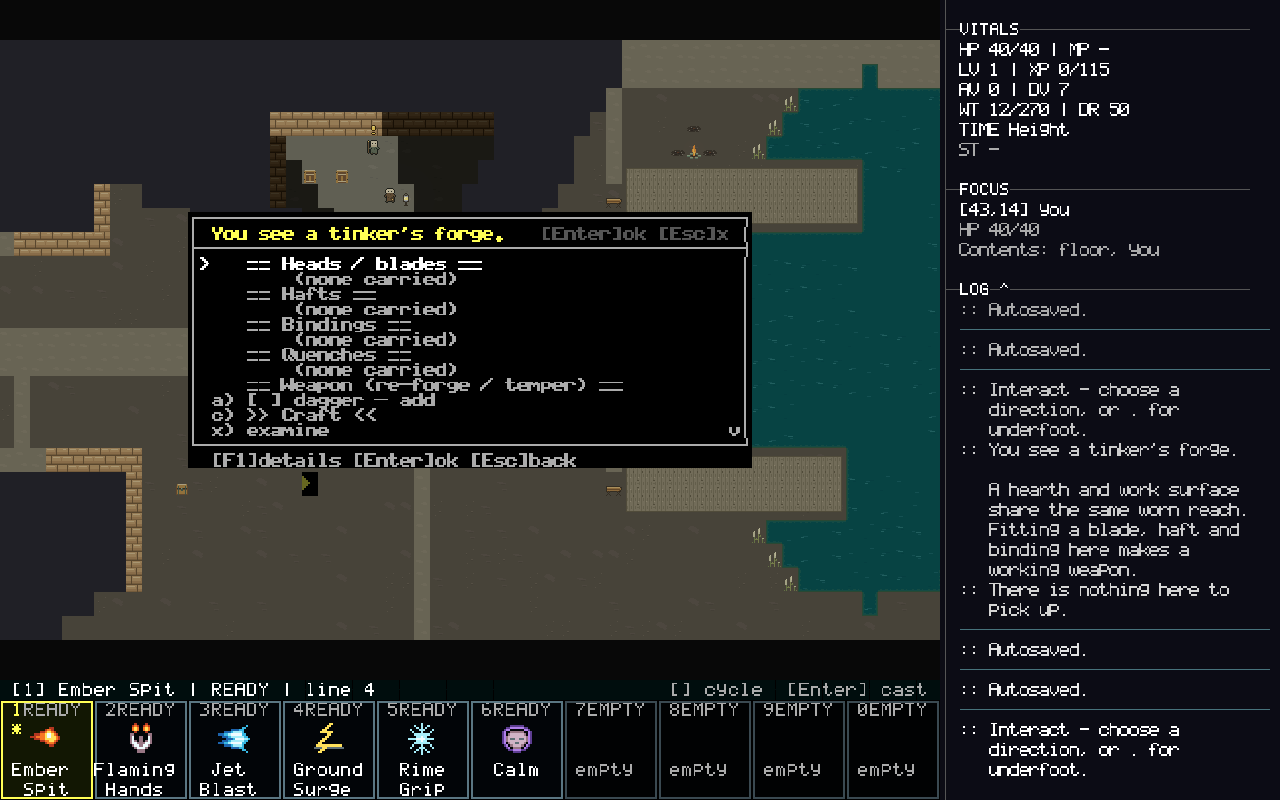 VITALS
HP 40/40 | MP -
LV 1 | XP 0/115
AV 0 | DV 7
WT 12/270 | DR 50
TIME Height
ST -
FOCUS
[43,14] You
HP 40/40
Contents: floor, You
LOG ^
:: Autosaved.
:: Autosaved.
:: Interact - choose a
direction, or . for
underfoot.
:: You see a tinker's forge.
A hearth and work surface
share the same worn reach.
Fitting a blade, haft and
binding here makes a
working weapon.
:: There is nothing here to
pick up.
:: Autosaved.
:: Autosaved.
:: Interact - choose a
direction, or . for
underfoot.
You see a tinker's forge. [Enter]ok [Esc]x
> == Heads / blades ==
(none carried)
== Hafts ==
(none carried)
== Bindings ==
(none carried)
== Quenches ==
(none carried)
== Weapon (re-forge / temper) ==
a) [ ] dagger - add
c) >> Craft <<
x) examine v
[F1]details [Enter]ok [Esc]back
[1] Ember Spit | READY | line 4 [] cycle [Enter] cast
1READY 2READY 3READY 4READY 5READY 6READY 7EMPTY 8EMPTY 9EMPTY 0EMPTY
*
Ember Flaming Jet Ground Rime Calm empty empty empty empty
Spit Hands Blast Surge Grip